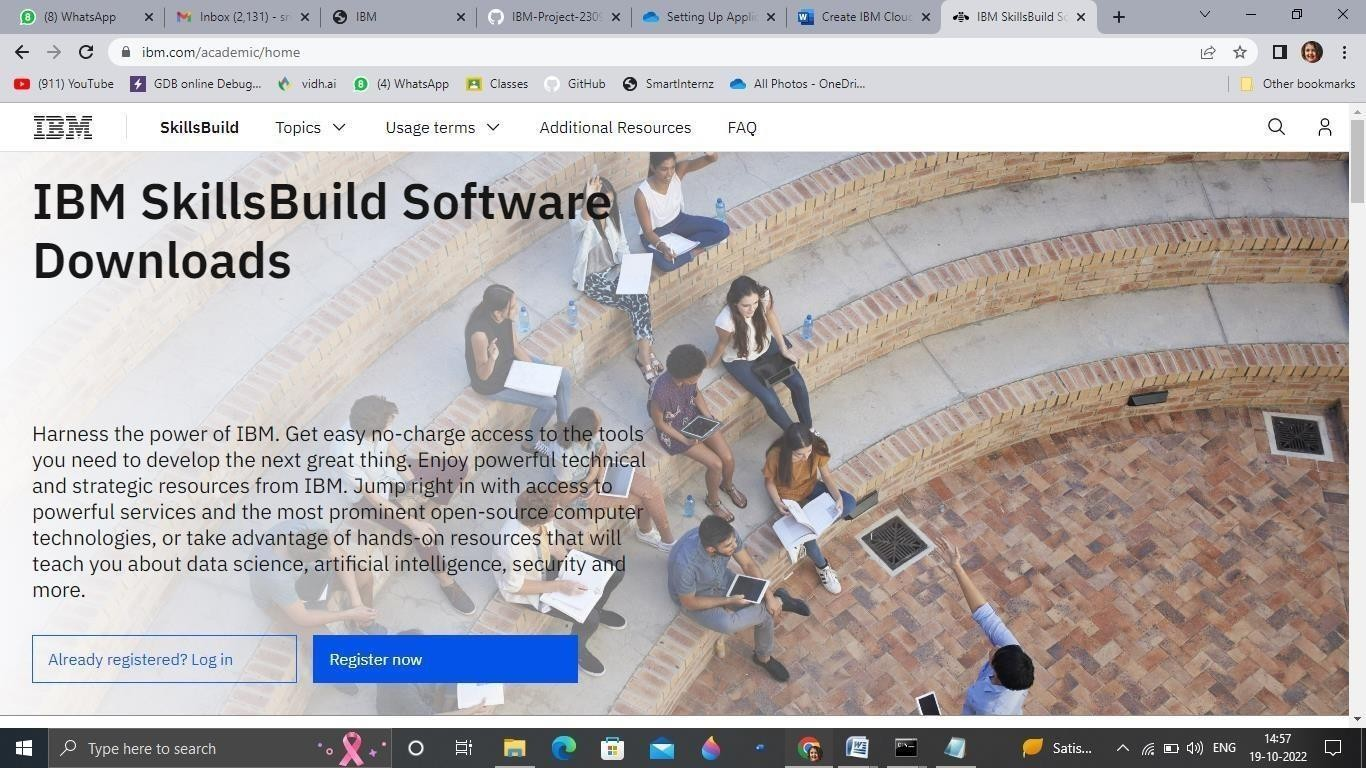 (8) WhatsApp
Inbox (2,131) - sr
IBM
IBM-Project-2309
Setting Up Applic
Create IBM Cloud
IBM SkillsBuild So
ibm.com/academic/home
(911) YouTube
GDB online Debug...
vidh.ai
(4) WhatsApp
Classes
GitHub
SmartInternz
All Photos - OneDri...
Other bookmarks
IBM
SkillsBuild
Topics
Usage terms
Additional Resources
FAQ
IBM SkillsBuild Software
Downloads
Harness the power of IBM. Get easy no-charge access to the tools
you need to develop the next great thing. Enjoy powerful technical
and strategic resources from IBM. Jump right in with access to
powerful services and the most prominent open-source computer
technologies, or take advantage of hands-on resources that will
teach you about data science, artificial intelligence, security and
more.
Already registered? Log in
Register now
Type here to search
Satis...
ENG
14:57
19-10-2022